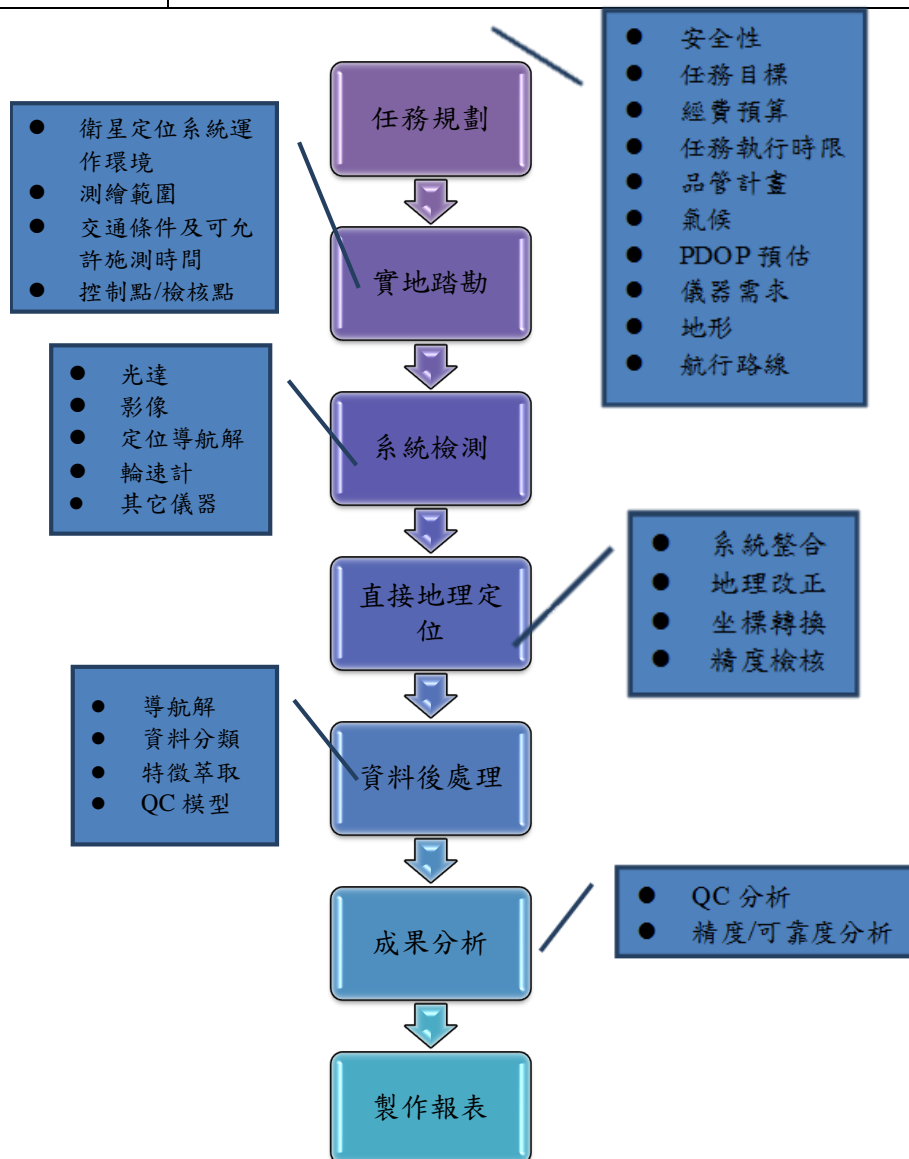 任務規劃
● 安全性
● 任務目標
● 經費預算
● 任務執行時限
● 品管計畫
● 氣候
● PDOP 預估
● 儀器需求
● 地形
● 航行路線
● 衛星定位系統運
作環境
● 測繪範圍
● 交通條件及可允
許施測時間
● 控制點/檢核點
實地踏勘
● 光達
● 影像
● 定位導航解
● 輪速計
● 其它儀器
系統檢測
直接地理定
位
● 系統整合
● 地理改正
● 坐標轉換
● 精度檢核
● 導航解
● 資料分類
● 特徵萃取
● QC 模型
資料後處理
成果分析
● QC 分析
● 精度/可靠度分析
製作報表